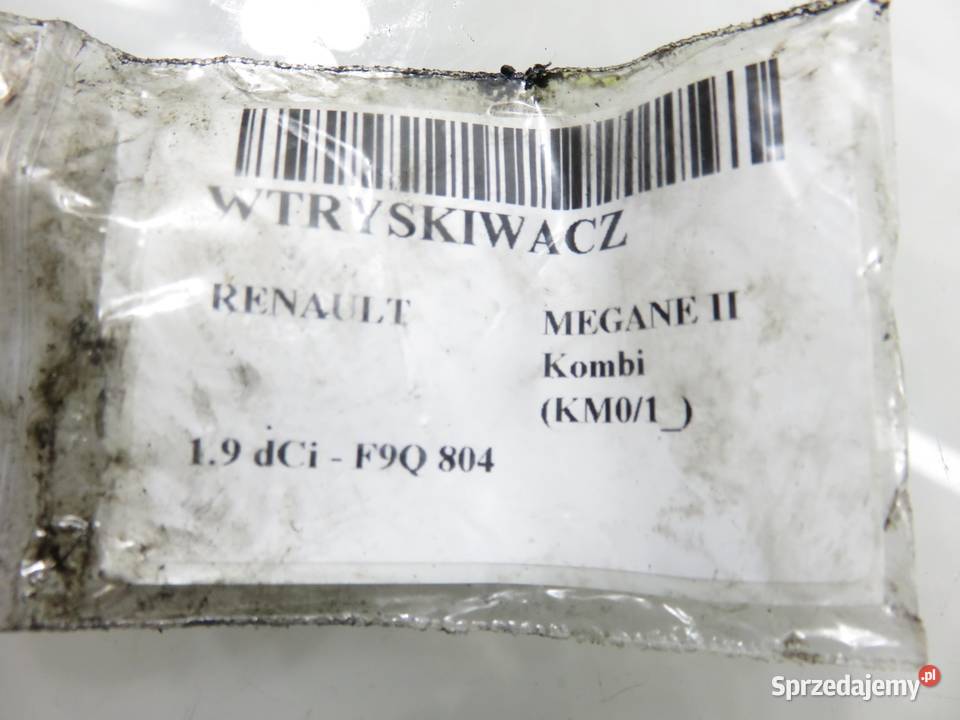 WTRYSKIWACZ
RENAULT
MEGANE II
Kombi
(KM0/1_)
1.9 dCi - F9Q 804
Sprzedajemy.pl